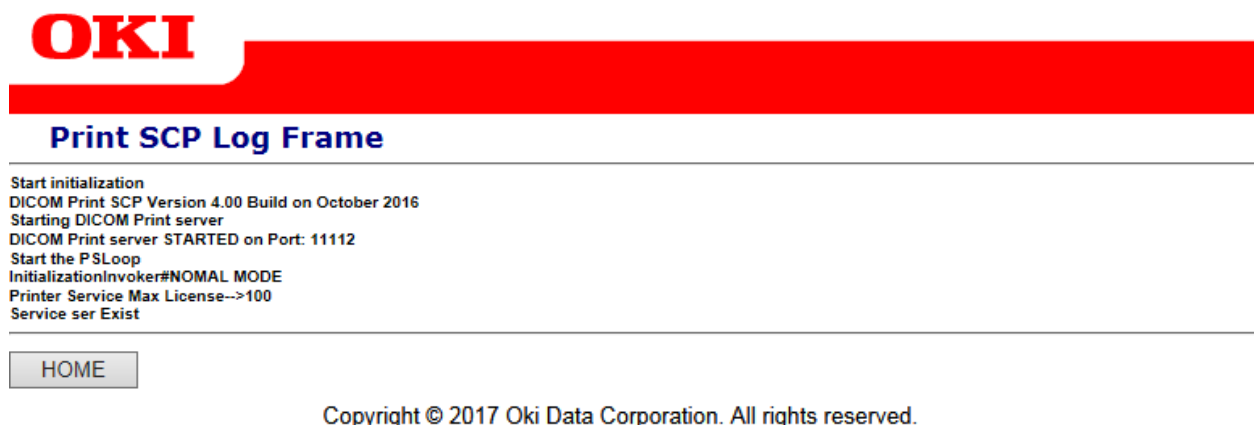 OKI
Print SCP Log Frame
Start initialization
DICOM Print SCP Version 4.00 Build on October 2016
Starting DICOM Print server
DICOM Print server STARTED on Port: 11112
Start the PSLoop
InitializationInvoker#NOMAL MODE
Printer Service Max License-->100
Service ser Exist
HOME
Copyright © 2017 Oki Data Corporation. All rights reserved.